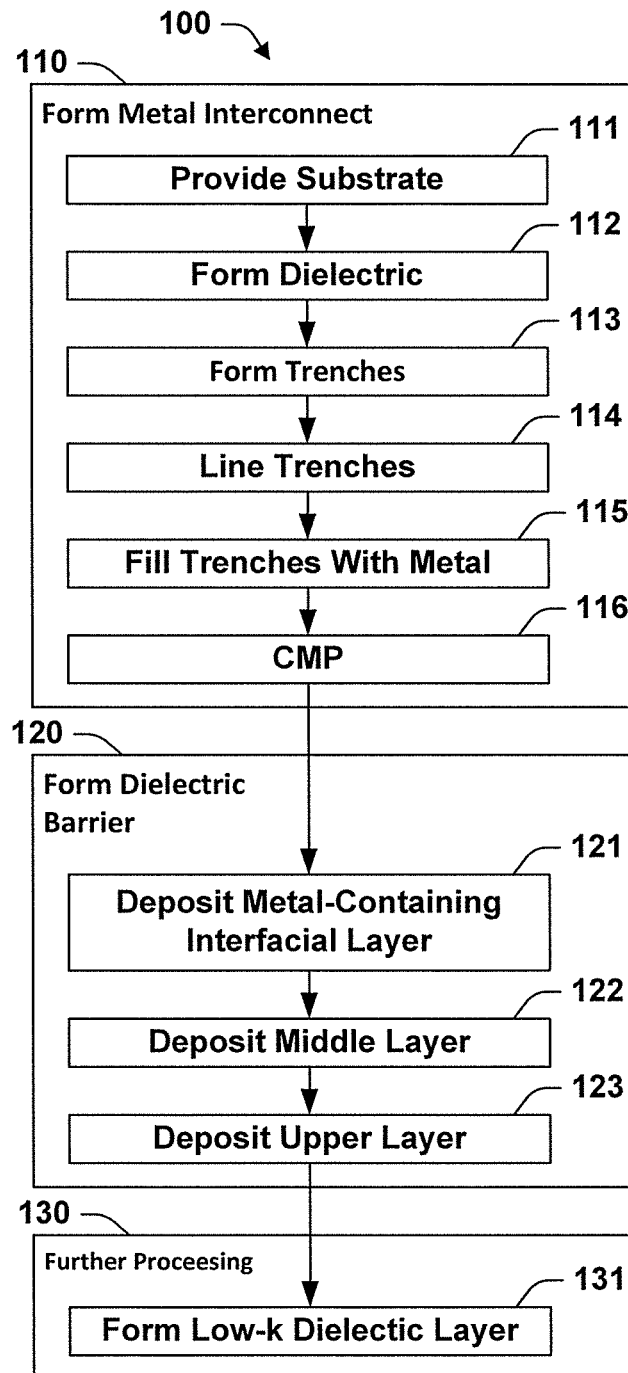 100
110
Form Metal Interconnect
111
Provide Substrate
112
Form Dielectric
113
Form Trenches
114
Line Trenches
115
Fill Trenches With Metal
116
CMP
120
Form Dielectric
Barrier
121
Deposit Metal-Containing
Interfacial Layer
122
Deposit Middle Layer
123
Deposit Upper Layer
130
Further Proceesing
131
Form Low-k Dielectic Layer